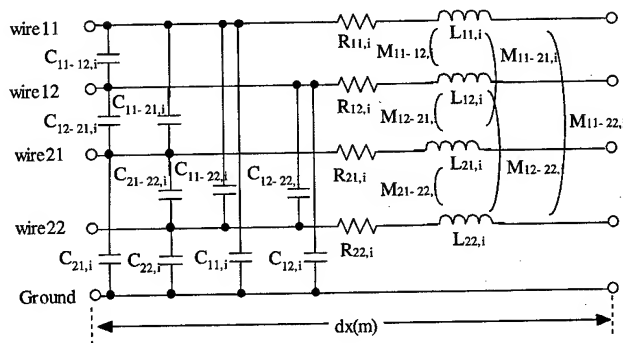 wire11
C11-12,i
R11,i
L11,i
M11-12,i
M11-21,i
wire12
C12-21,i
C11-21,i
R12,i
L12,i
M12-21,i
M11-22,i
wire21
C21-22,i
C11-22,i
C12-22,i
R21,i
L21,i
M21-22,i
M12-22,i
wire22
C21,i
C22,i
C11,i
C12,i
R22,i
L22,i
Ground
dx(m)